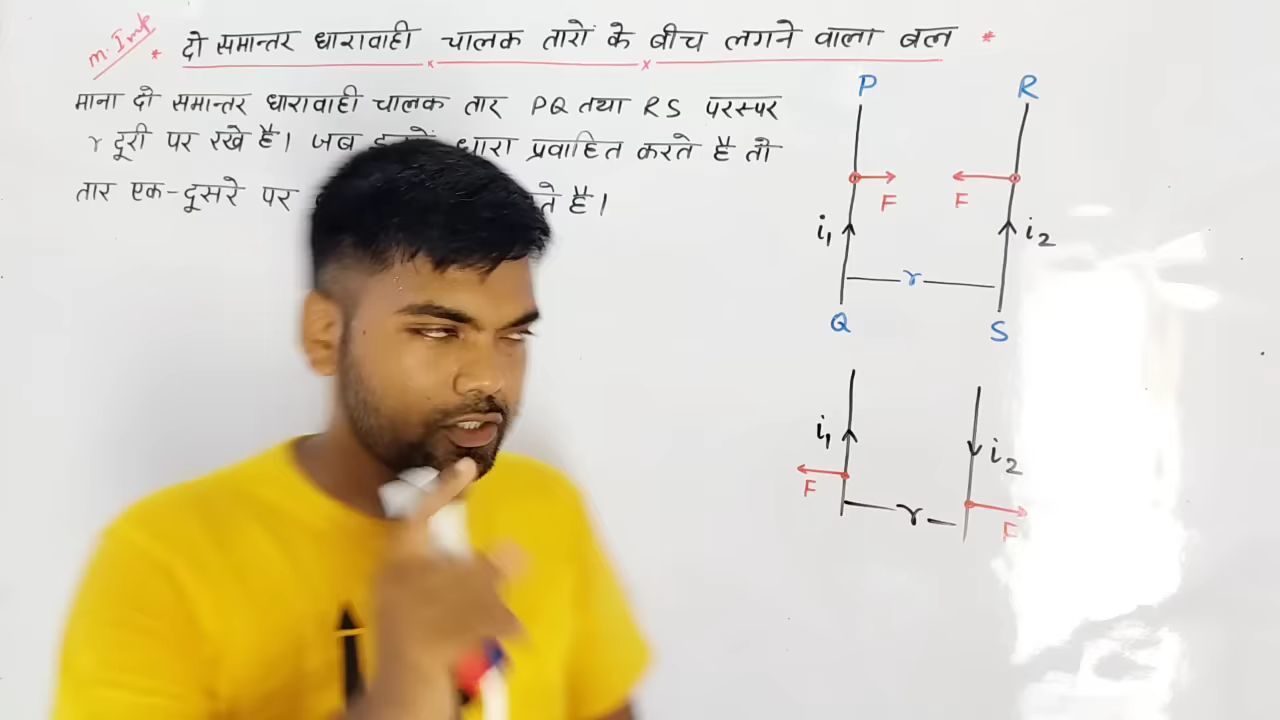 m. Imp
* दो समान्तर धारावाही चालक तारों के बीच लगने वाला बल *
माना दो समान्तर धारावाही चालक तार PQ तथा RS परस्पर
r दूरी पर रखे है। जब धारा प्रवाहित करते है तो
तार एक-दूसरे पर है।
P R
F F
i₁ i₂
r
Q S
i₁ i₂
F F
r